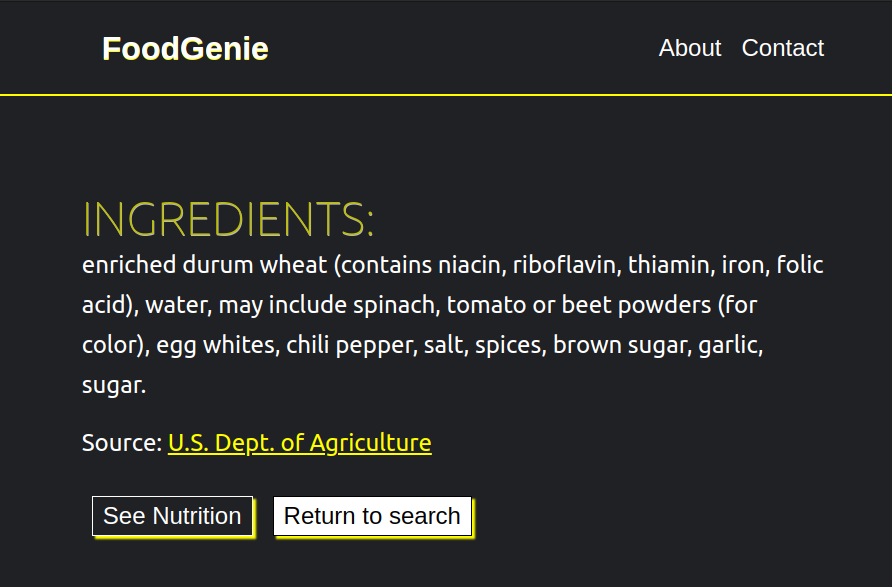 FoodGenie
About Contact
INGREDIENTS:
enriched durum wheat (contains niacin, riboflavin, thiamin, iron, folic
acid), water, may include spinach, tomato or beet powders (for
color), egg whites, chili pepper, salt, spices, brown sugar, garlic,
sugar.
Source: U.S. Dept. of Agriculture
See Nutrition
Return to search